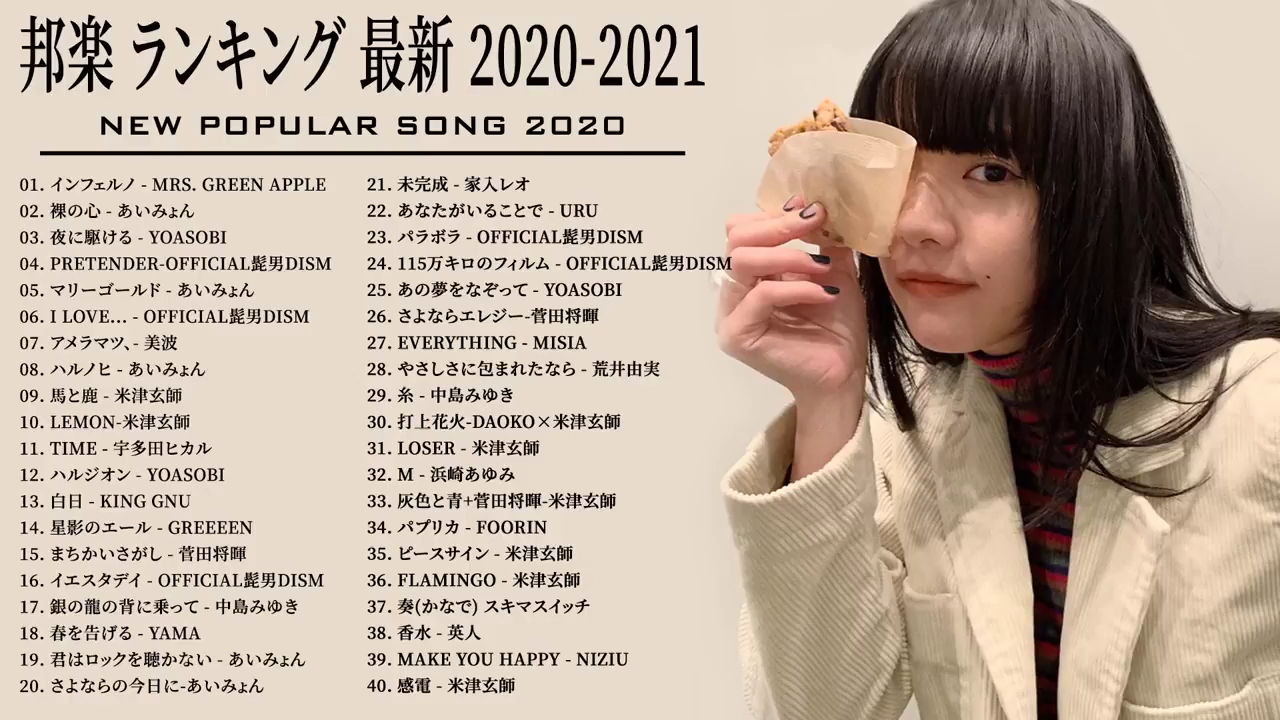 邦楽 ランキング 最新 2020-2021
NEW POPULAR SONG 2020
01. インフェルノ - MRS. GREEN APPLE
02. 裸の心 - あいみょん
03. 夜に駆ける - YOASOBI
04. PRETENDER-OFFICIAL髭男DISM
05. マリーゴールド - あいみょん
06. I LOVE... - OFFICIAL髭男DISM
07. アメヲマツ、- 美波
08. ハルノヒ - あいみょん
09. 馬と鹿 - 米津玄師
10. LEMON-米津玄師
11. TIME - 宇多田ヒカル
12. ハルジオン - YOASOBI
13. 白日 - KING GNU
14. 星影のエール - GREEEEN
15. まちがいさがし - 菅田将暉
16. イエスタデイ - OFFICIAL髭男DISM
17. 銀の龍の背に乗って - 中島みゆき
18. 春を告げる - YAMA
19. 君はロックを聴かない - あいみょん
20. さよならの今日に-あいみょん
21. 未完成 - 家入レオ
22. あなたがいることで - URU
23. パラボラ - OFFICIAL髭男DISM
24. 115万キロのフィルム - OFFICIAL髭男DISM
25. あの夢をなぞって - YOASOBI
26. さよならエレジー-菅田将暉
27. EVERYTHING - MISIA
28. やさしさに包まれたなら - 荒井由実
29. 糸 - 中島みゆき
30. 打上花火-DAOKO×米津玄師
31. LOSER - 米津玄師
32. M - 浜崎あゆみ
33. 灰色と青+菅田将暉-米津玄師
34. パプリカ - FOORIN
35. ピースサイン - 米津玄師
36. FLAMINGO - 米津玄師
37. 奏(かなで) スキマスイッチ
38. 香水 - 英人
39. MAKE YOU HAPPY - NIZIU
40. 感電 - 米津玄師